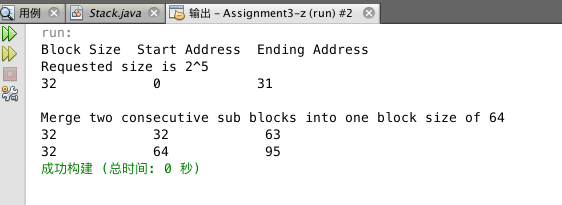 用例 Stack.java 输出 – Assignment3-z (run) #2
run:
Block Size  Start Address  Ending Address
Requested size is 2^5
32            0            31
Merge two consecutive sub blocks into one block size of 64
32            32            63
32            64            95
成功构建 (总时间: 0 秒)